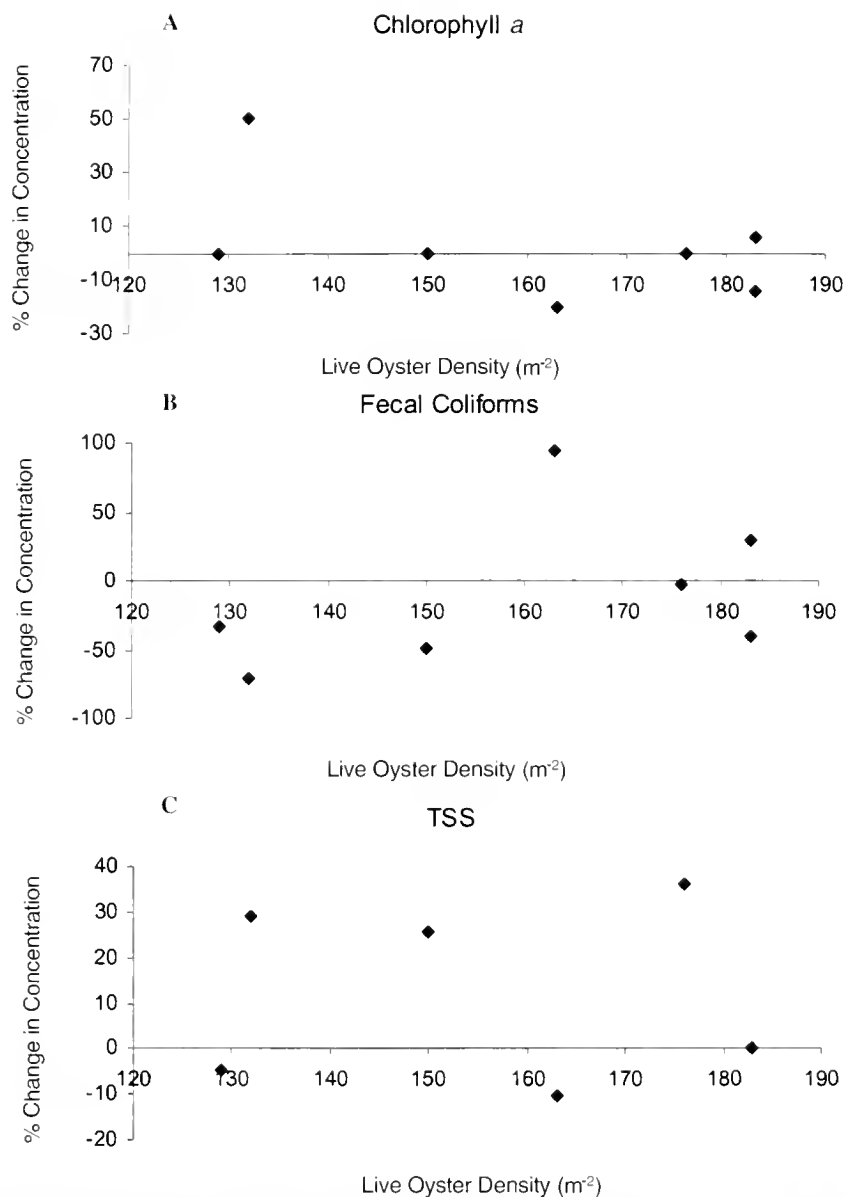 A
Chlorophyll a
% Change in Concentration
70
50
30
10
-10
-30
120 130 140 150 160 170 180 190
Live Oyster Density (m-2)
B
Fecal Coliforms
% Change in Concentration
100
50
0
-50
-100
120 130 140 150 160 170 180 190
Live Oyster Density (m-2)
C
TSS
% Change in Concentration
40
30
20
10
0
-10
-20
120 130 140 150 160 170 180 190
Live Oyster Density (m-2)